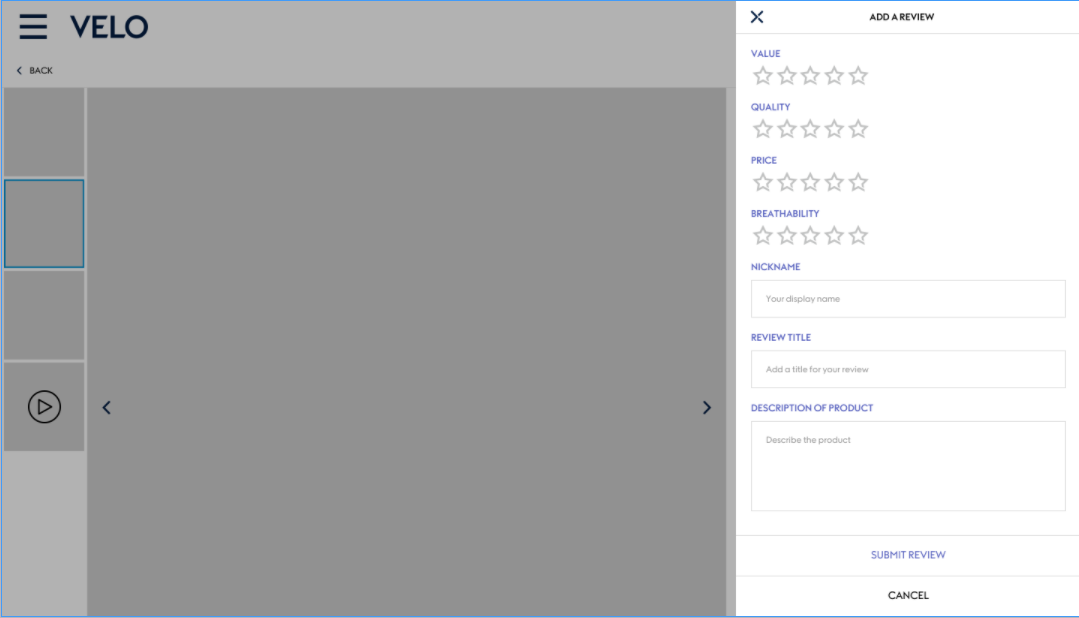 VELO
BACK
ADD A REVIEW
VALUE
QUALITY
PRICE
BREATHABILITY
NICKNAME
Your display name
REVIEW TITLE
Add a title for your review
DESCRIPTION OF PRODUCT
Describe the product
SUBMIT REVIEW
CANCEL